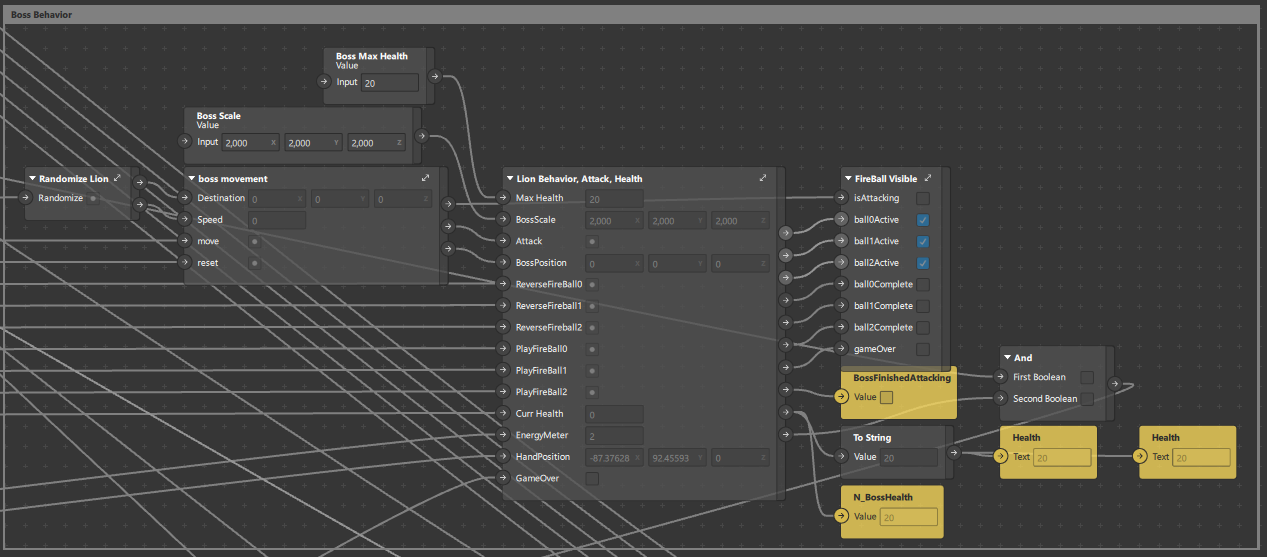 Boss Behavior
Boss Max Health
Value
Input 20
Boss Scale
Value
Input 2,000 X 2,000 Y 2,000 Z
Randomize Lion
Randomize
boss movement
Destination 0 X 0 Y 0 Z
Speed 0
move
reset
Lion Behavior, Attack, Health
Max Health 20
BossScale 2,000 X 2,000 Y 2,000 Z
Attack
BossPosition 0 X 0 Y 0 Z
ReverseFireBall0
ReverseFireball1
ReverseFireball2
PlayFireBall0
PlayFireBall1
PlayFireBall2
Curr Health 0
EnergyMeter 2
HandPosition -87.37628 X 92.45593 Y 0 Z
GameOver
FireBall Visible
isAttacking
ball0Active
ball1Active
ball2Active
ball0Complete
ball1Complete
ball2Complete
gameOver
BossFinishedAttacking
Value
And
First Boolean
Second Boolean
To String
Value 20
Health
Text 20
Health
Text 20
N_BossHealth
Value 20